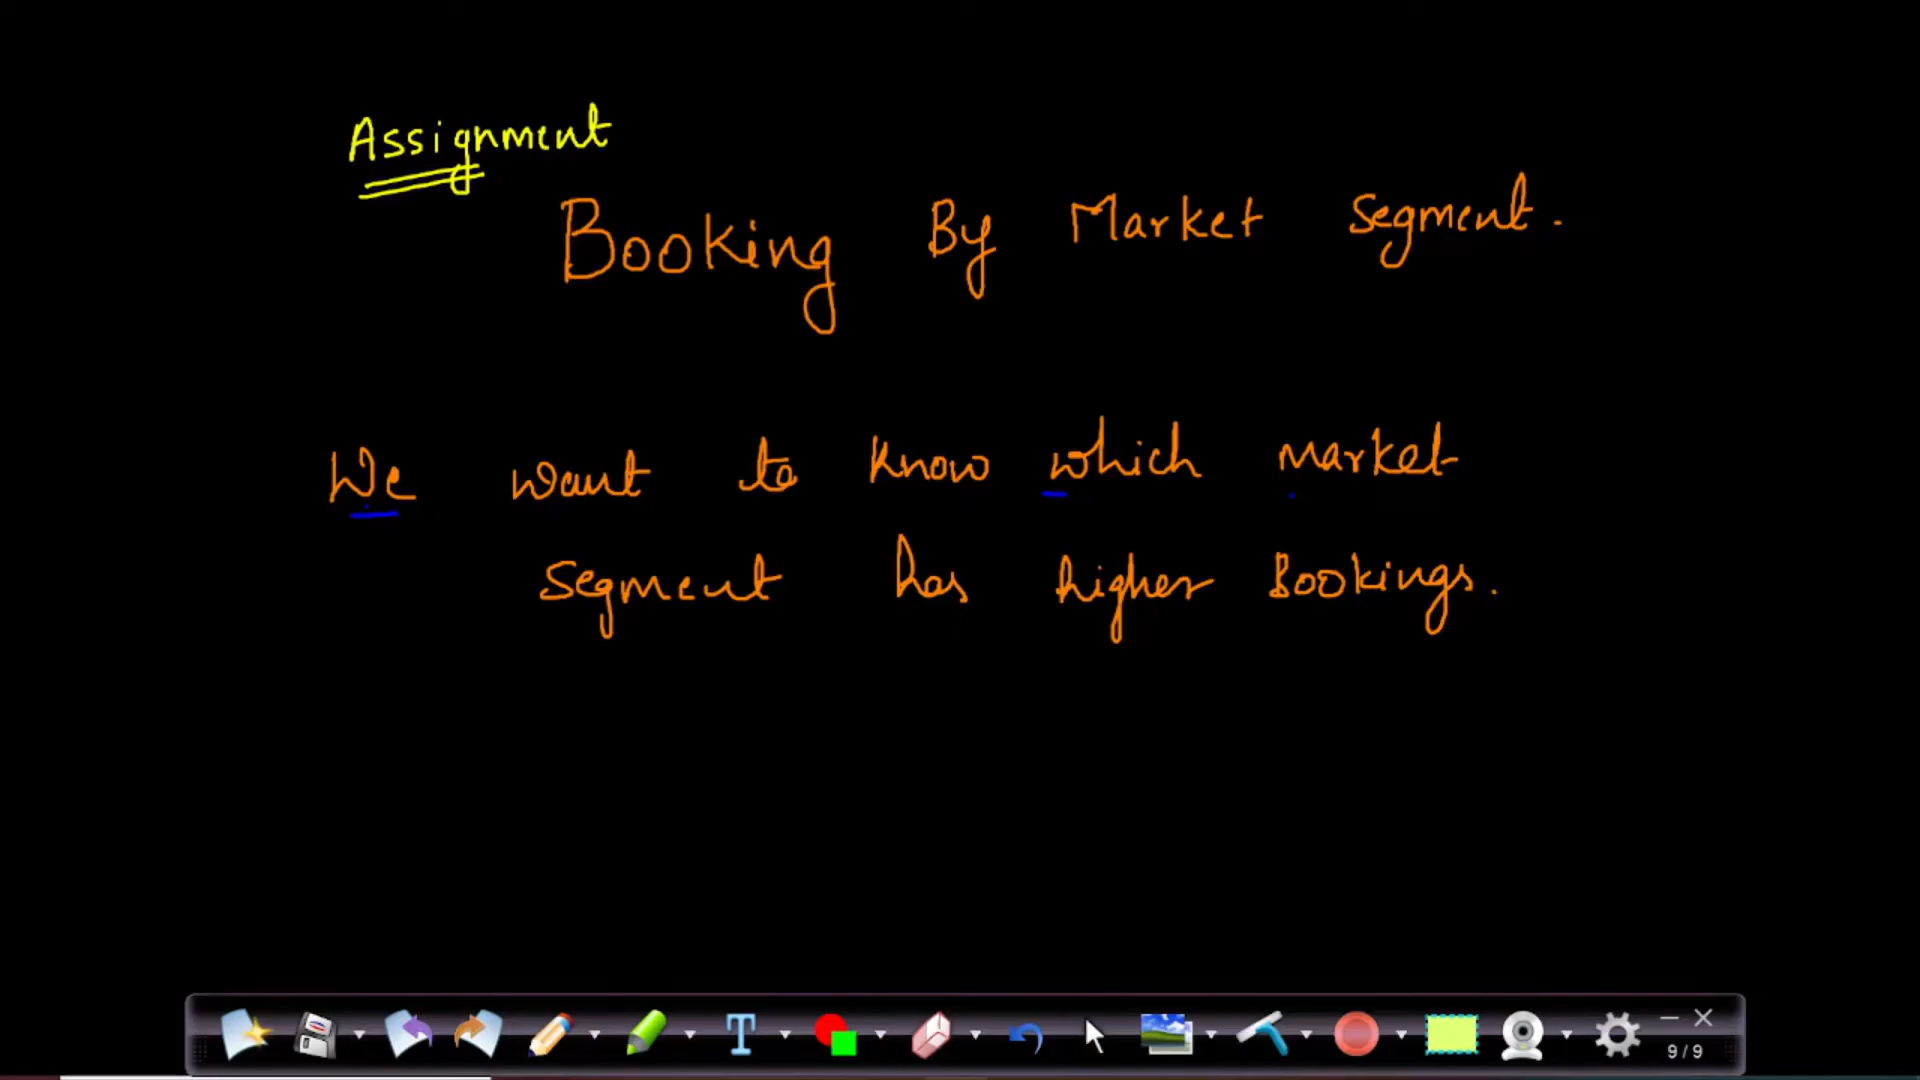 Assignment
Booking By Market Segment.
We want to know which market
segment has higher Bookings.
T
9/9